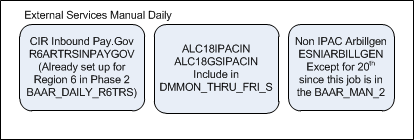 External Services Manual Daily
CIR Inbound Pay.Gov
R6ARTRSINPAYGOV
(Already set up for
Region 6 in Phase 2
BAAR_DAILY_R6TRS)
ALC18IPACIN
ALC18GSIPACIN
Include in
DMMON_THRU_FRI_S
Non IPAC Arbillgen
ESNIARBILLGEN
Except for 20th
since this job is in
the BAAR_MAN_2